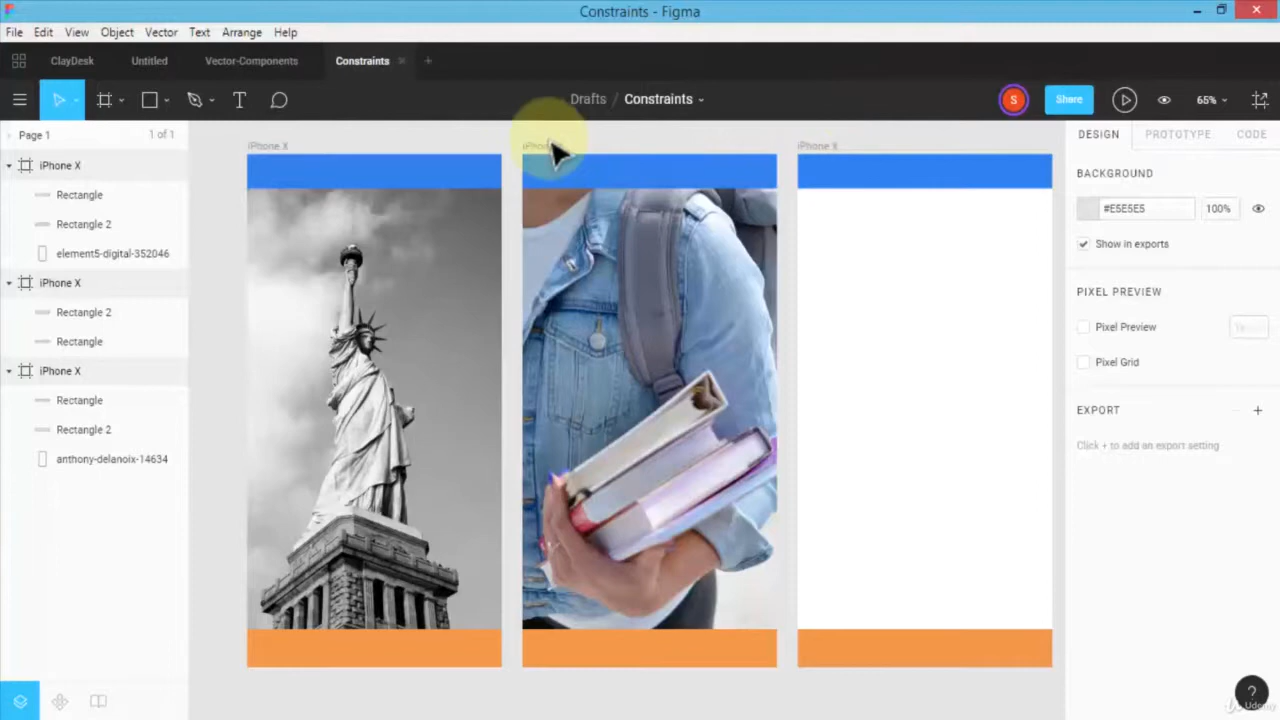 Constraints - Figma
File Edit View Object Vector Text Arrange Help
ClayDesk Untitled Vector-Components Constraints
Drafts / Constraints
S
Share
65%
Page 1 1 of 1
iPhone X
Rectangle
Rectangle 2
element5-digital-352046
iPhone X
Rectangle 2
Rectangle
iPhone X
Rectangle
Rectangle 2
anthony-delanoix-14634
iPhone X
iPhone X
DESIGN PROTOTYPE CODE
BACKGROUND
#E5E5E5 100%
Show in exports
PIXEL PREVIEW
Pixel Preview
Pixel Grid
EXPORT
Click + to add an export setting
?
Udemy